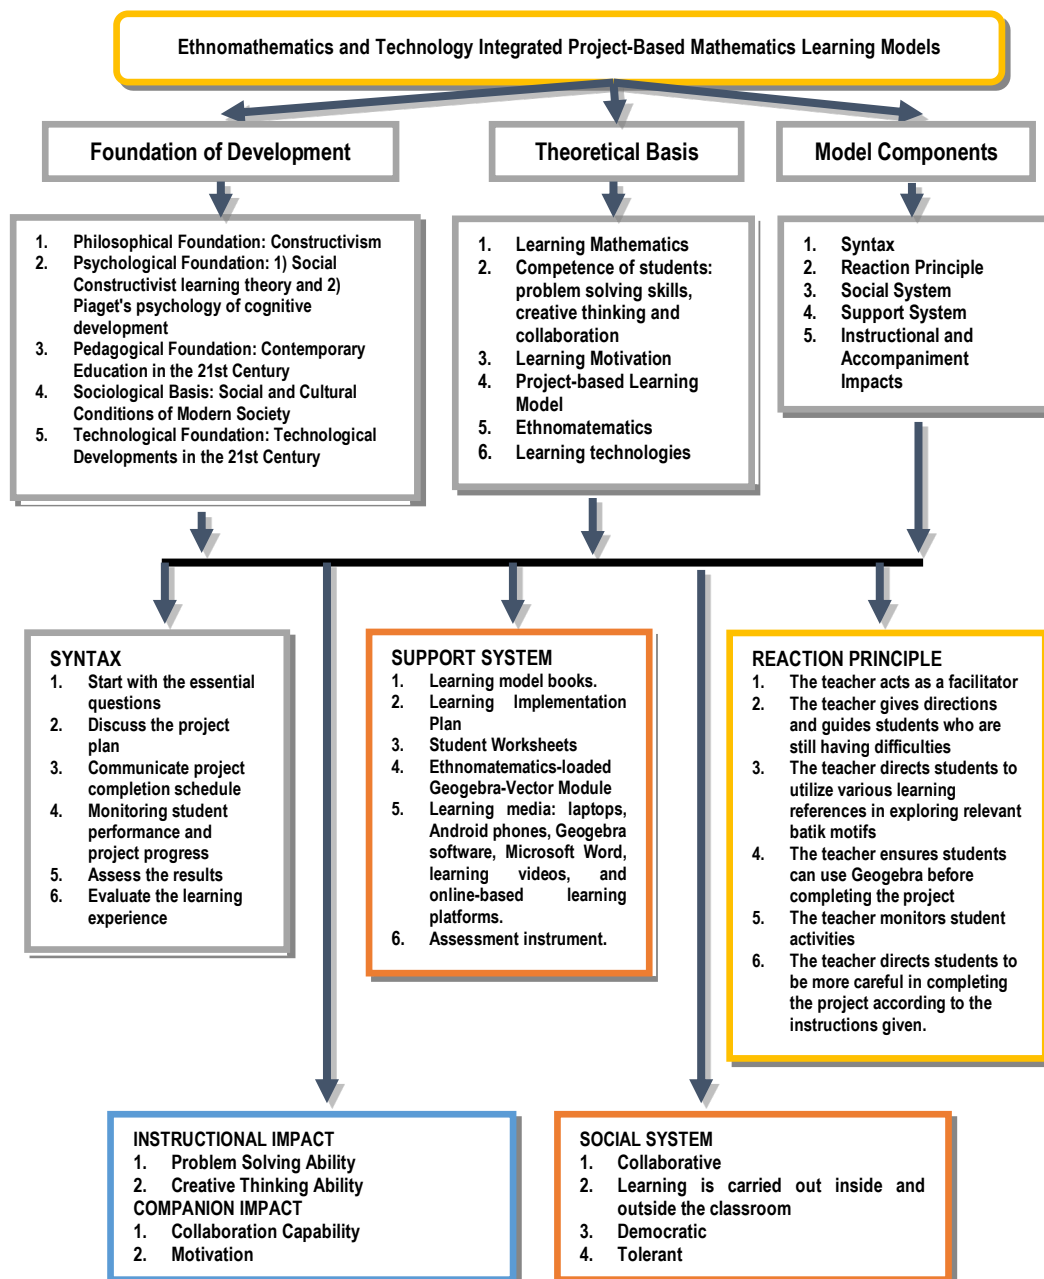 Ethnomathematics and Technology Integrated Project-Based Mathematics Learning Models
Foundation of Development
Theoretical Basis
Model Components
1. Philosophical Foundation: Constructivism
2. Psychological Foundation: 1) Social
Constructivist learning theory and 2)
Piaget's psychology of cognitive
development
3. Pedagogical Foundation: Contemporary
Education in the 21st Century
4. Sociological Basis: Social and Cultural
Conditions of Modern Society
5. Technological Foundation: Technological
Developments in the 21st Century
1. Learning Mathematics
2. Competence of students:
problem solving skills,
creative thinking and
collaboration
3. Learning Motivation
4. Project-based Learning
Model
5. Ethnomatematics
6. Learning technologies
1. Syntax
2. Reaction Principle
3. Social System
4. Support System
5. Instructional and
Accompaniment
Impacts
SYNTAX
1. Start with the essential
questions
2. Discuss the project
plan
3. Communicate project
completion schedule
4. Monitoring student
performance and
project progress
5. Assess the results
6. Evaluate the learning
experience
SUPPORT SYSTEM
1. Learning model books.
2. Learning Implementation
Plan
3. Student Worksheets
4. Ethnomatematics-loaded
Geogebra-Vector Module
5. Learning media: laptops,
Android phones, Geogebra
software, Microsoft Word,
learning videos, and
online-based learning
platforms.
6. Assessment instrument.
REACTION PRINCIPLE
1. The teacher acts as a facilitator
2. The teacher gives directions
and guides students who are
still having difficulties
3. The teacher directs students to
utilize various learning
references in exploring relevant
batik motifs
4. The teacher ensures students
can use Geogebra before
completing the project
5. The teacher monitors student
activities
6. The teacher directs students to
be more careful in completing
the project according to the
instructions given.
INSTRUCTIONAL IMPACT
1. Problem Solving Ability
2. Creative Thinking Ability
COMPANION IMPACT
1. Collaboration Capability
2. Motivation
SOCIAL SYSTEM
1. Collaborative
2. Learning is carried out inside and
outside the classroom
3. Democratic
4. Tolerant